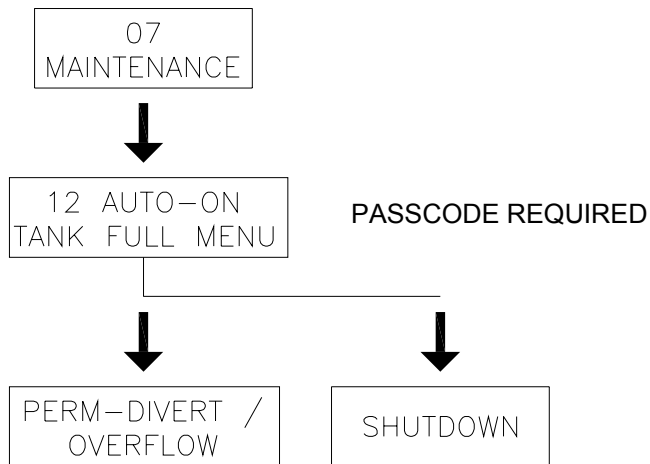 07
MAINTENANCE
12 AUTO-ON
TANK FULL MENU
PASSCODE REQUIRED
PERM-DIVERT /
OVERFLOW
SHUTDOWN